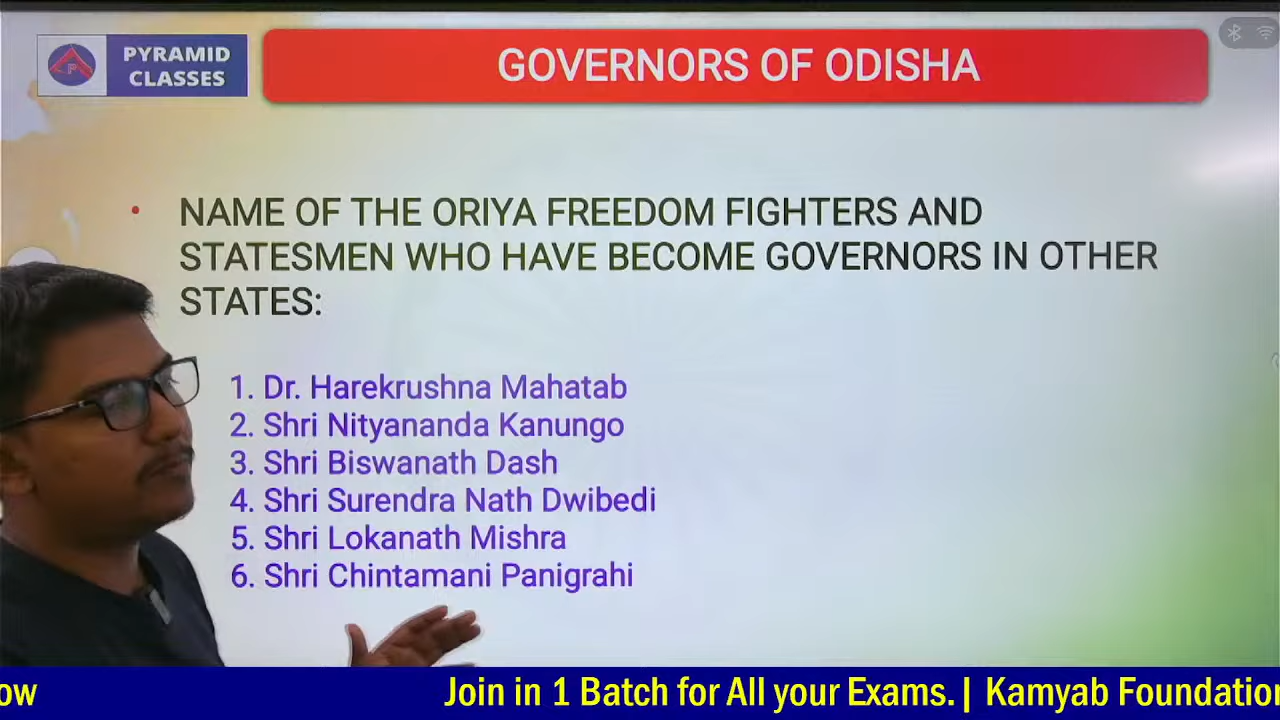 PYRAMID
CLASSES
GOVERNORS OF ODISHA
• NAME OF THE ORIYA FREEDOM FIGHTERS AND
STATESMEN WHO HAVE BECOME GOVERNORS IN OTHER
STATES:
1. Dr. Harekrushna Mahatab
2. Shri Nityananda Kanungo
3. Shri Biswanath Dash
4. Shri Surendra Nath Dwibedi
5. Shri Lokanath Mishra
6. Shri Chintamani Panigrahi
ow Join in 1 Batch for All your Exams. | Kamyab Foundation